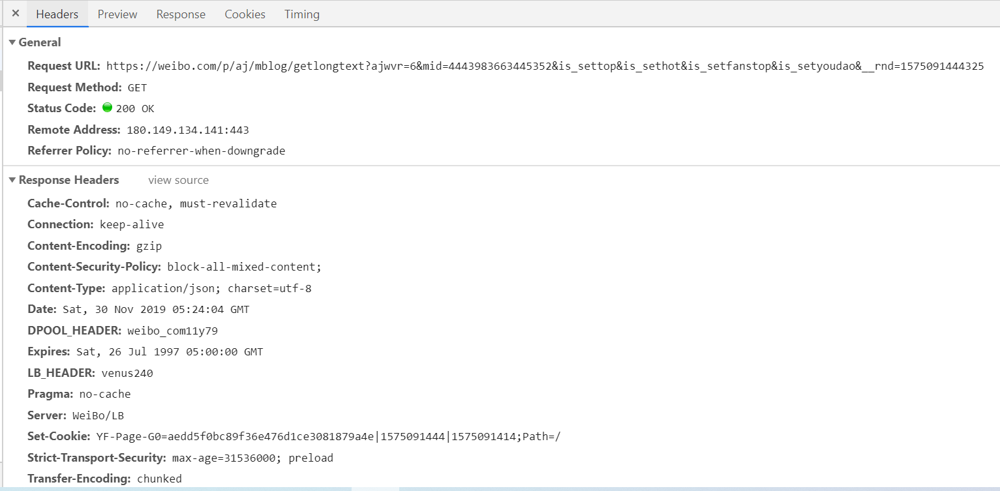 Headers Preview Response Cookies Timing
General
Request URL: https://weibo.com/p/aj/mblog/getlongtext?ajwvr=6&mid=4443983663445352&is_settop&is_sethot&is_setfanstop&is_setyoudao&__rnd=1575091444325
Request Method: GET
Status Code: 200 OK
Remote Address: 180.149.134.141:443
Referrer Policy: no-referrer-when-downgrade
Response Headers view source
Cache-Control: no-cache, must-revalidate
Connection: keep-alive
Content-Encoding: gzip
Content-Security-Policy: block-all-mixed-content;
Content-Type: application/json; charset=utf-8
Date: Sat, 30 Nov 2019 05:24:04 GMT
DPOOL_HEADER: weibo_com11y79
Expires: Sat, 26 Jul 1997 05:00:00 GMT
LB_HEADER: venus240
Pragma: no-cache
Server: WeiBo/LB
Set-Cookie: YF-Page-G0=aedd5f0bc89f36e476d1ce3081879a4e|1575091444|1575091414;Path=/
Strict-Transport-Security: max-age=31536000; preload
Transfer-Encoding: chunked